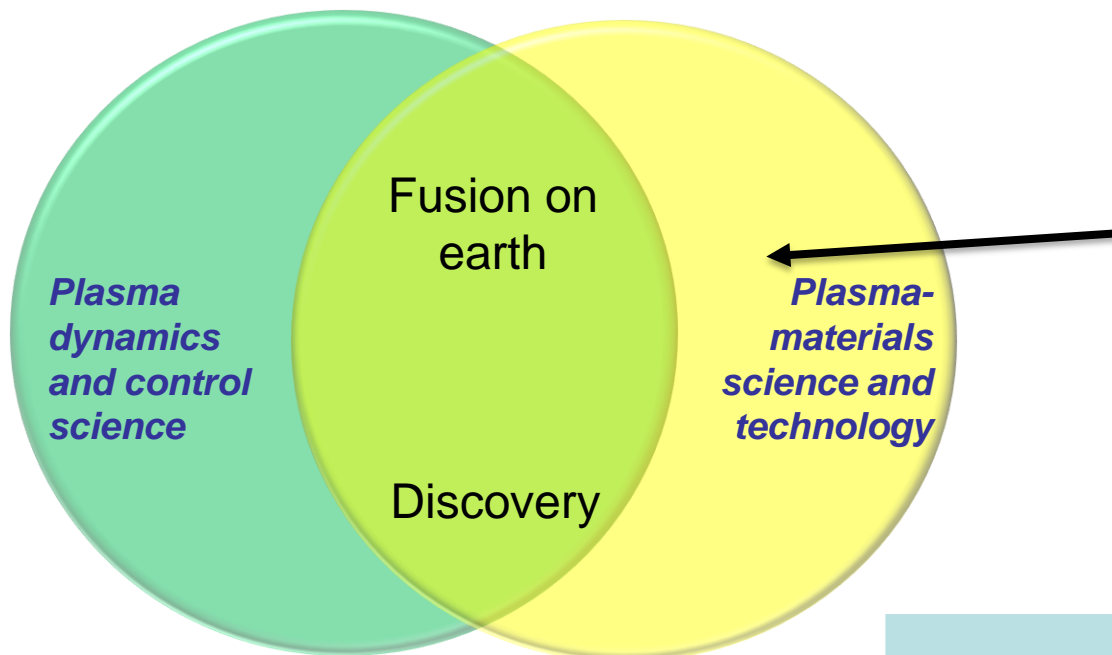 Fusion on
earth
Plasma
dynamics
and control
science
Plasma-
materials
science and
technology
Discovery